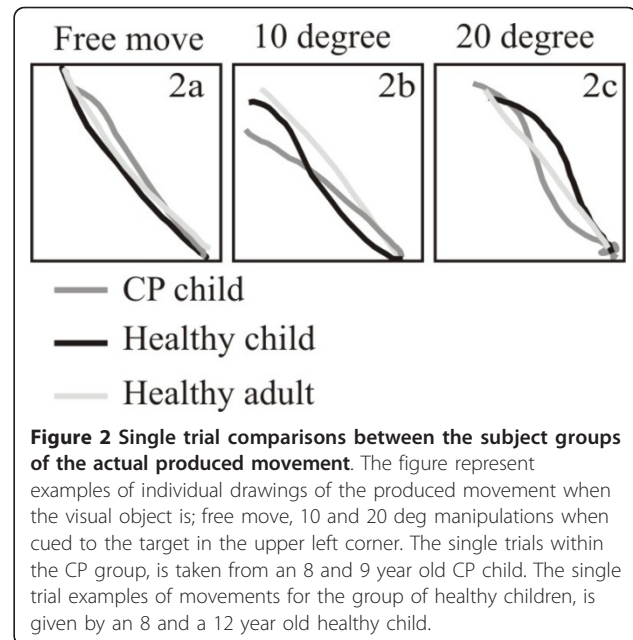 Free move 10 degree 20 degree
2a 2b 2c
CP child
Healthy child
Healthy adult
Figure 2 Single trial comparisons between the subject groups
of the actual produced movement. The figure represent
examples of individual drawings of the produced movement when
the visual object is; free move, 10 and 20 deg manipulations when
cued to the target in the upper left corner. The single trials within
the CP group, is taken from an 8 and 9 year old CP child. The single
trial examples of movements for the group of healthy children, is
given by an 8 and a 12 year old healthy child.